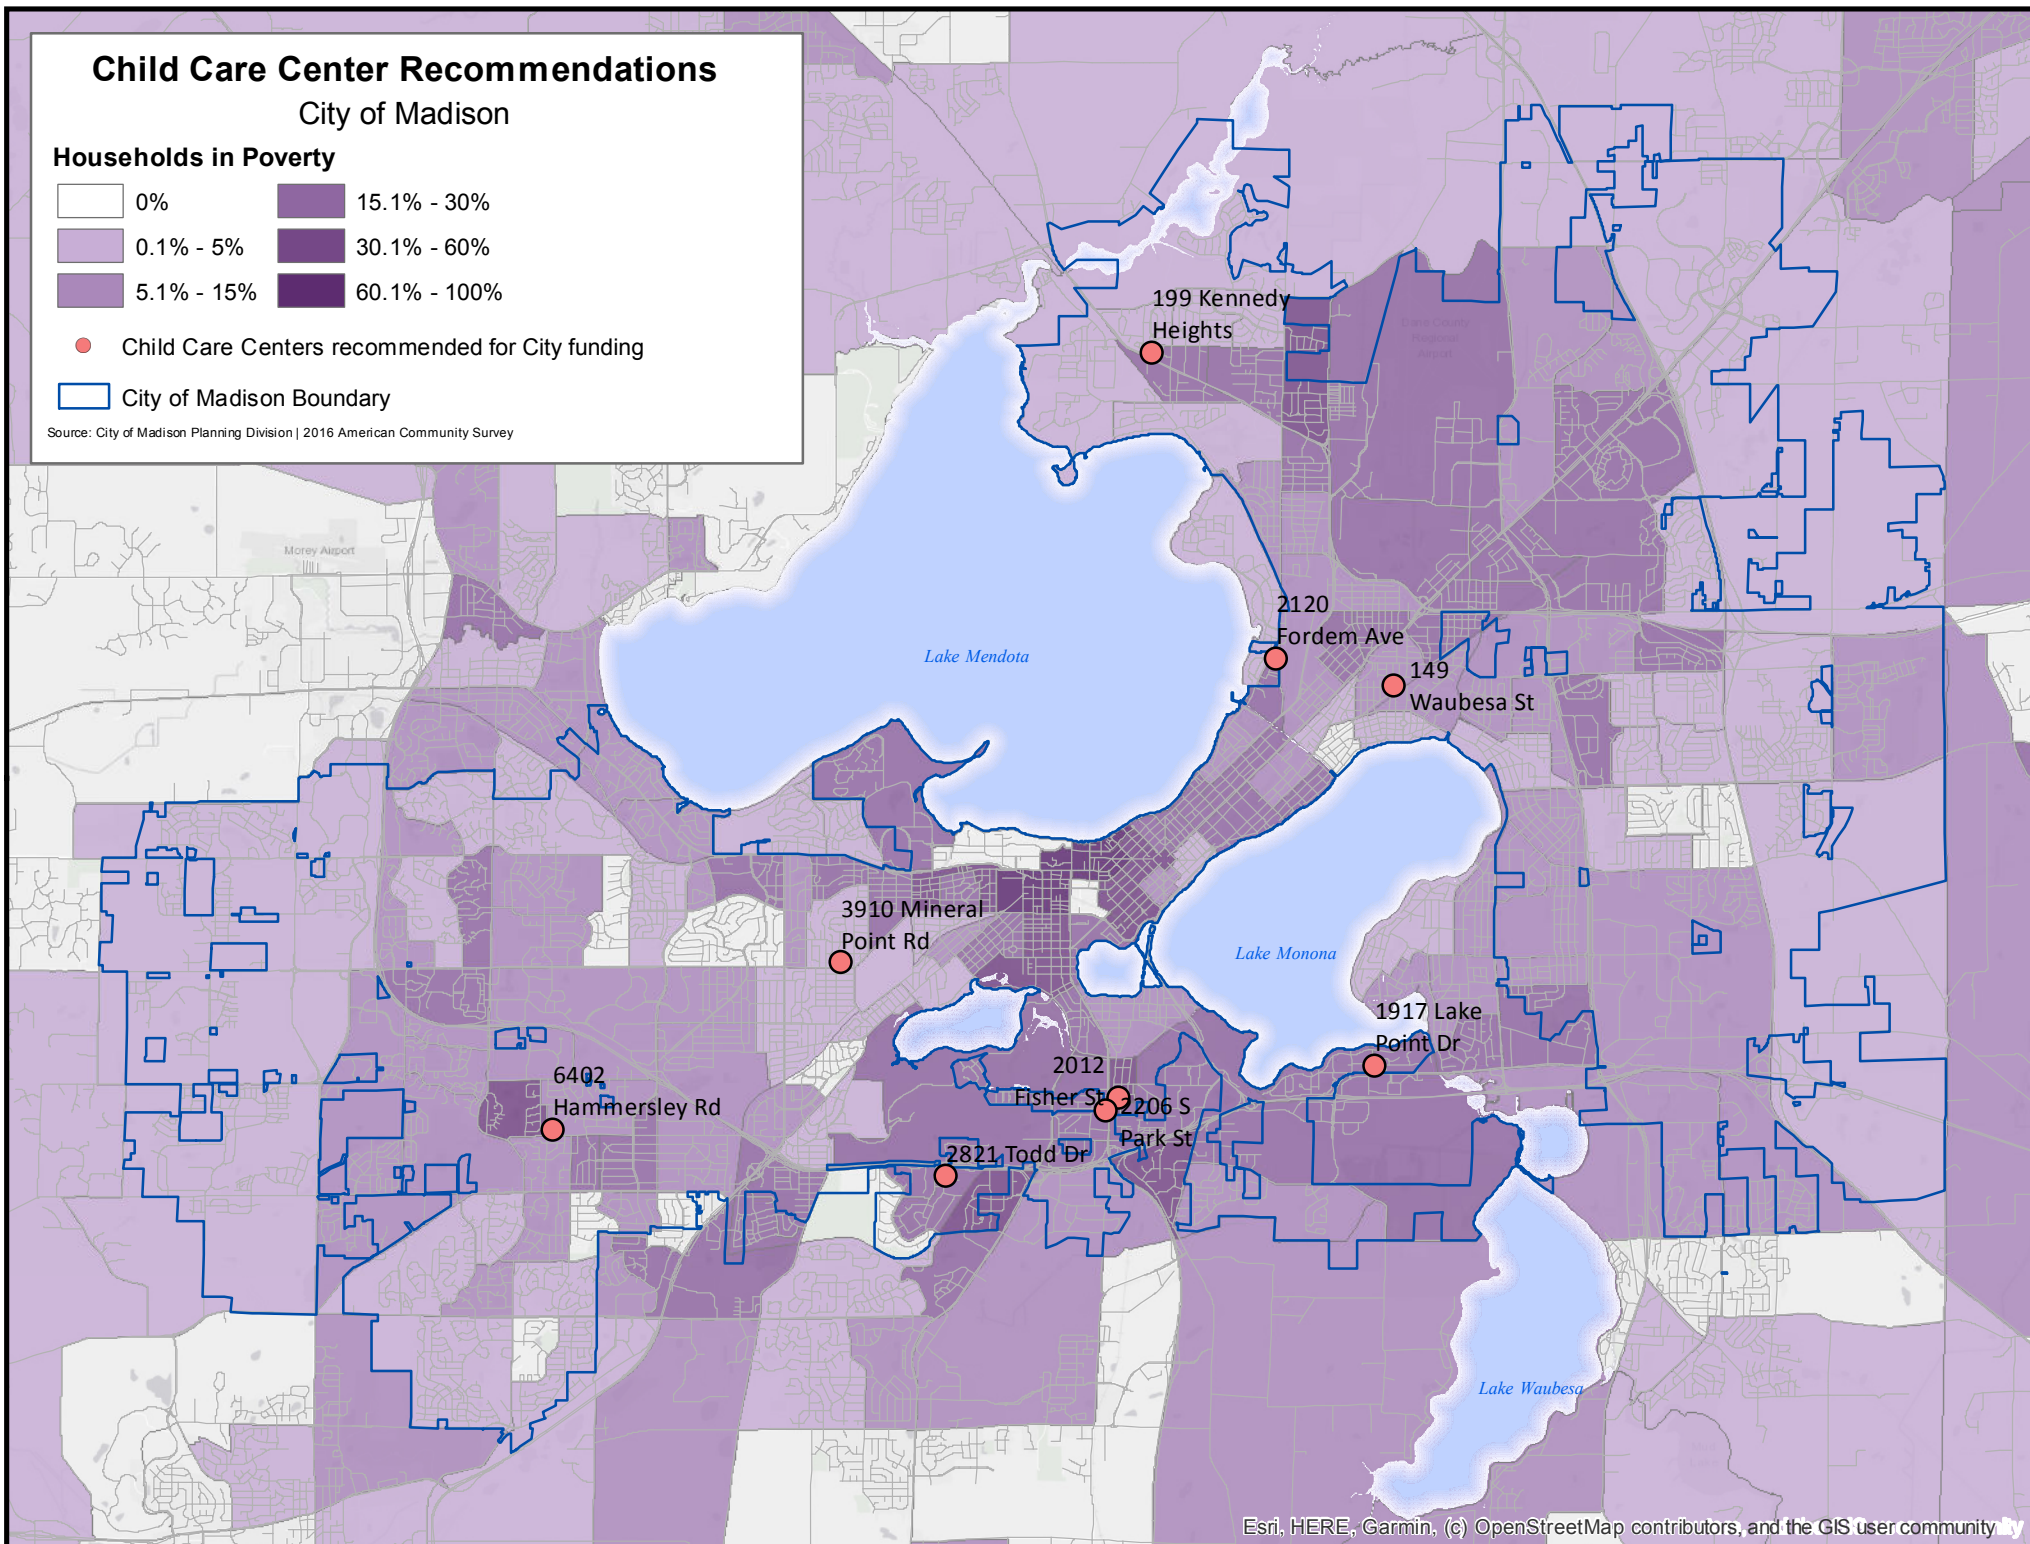 Child Care Center Recommendations
City of Madison
Households in Poverty
0%
0.1% - 5%
5.1% - 15%
15.1% - 30%
30.1% - 60%
60.1% - 100%
Child Care Centers recommended for City funding
City of Madison Boundary
Source: City of Madison Planning Division | 2016 American Community Survey
199 Kennedy
Heights
Dane County
Regional
Airport
Morey Airport
2120
Fordem Ave
149
Waubesa St
Lake Mendota
3910 Mineral
Point Rd
Lake Monona
1917 Lake
Point Dr
2012
Fisher St
2206 S
Park St
6402
Hammersley Rd
2821 Todd Dr
Lake Waubesa
Esri, HERE, Garmin, (c) OpenStreetMap contributors, and the GIS user community